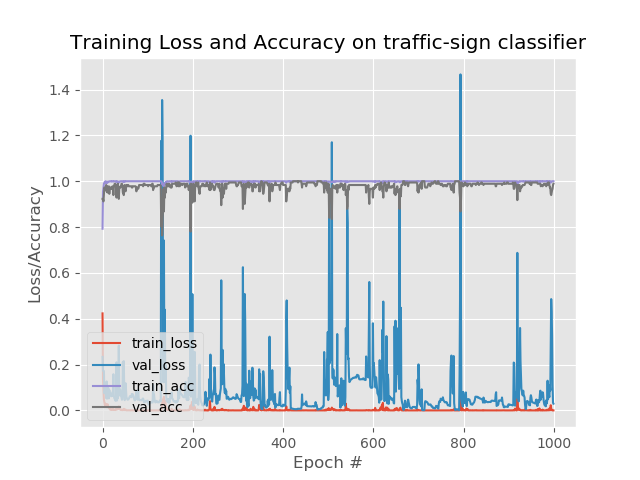 Training Loss and Accuracy on traffic-sign classifier
1.4
1.2
1.0
0.8
0.6
0.4
0.2
0.0
Loss/Accuracy
train_loss
val_loss
train_acc
val_acc
0 200 400 600 800 1000
Epoch #